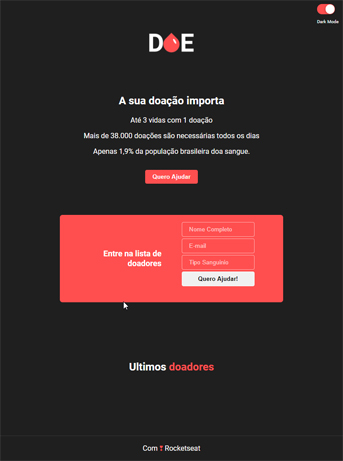 Dark Mode
DOE
A sua doação importa
Até 3 vidas com 1 doação
Mais de 38.000 doações são necessárias todos os dias
Apenas 1,9% da população brasileira doa sangue.
Quero Ajudar
Entre na lista de
doadores
Nome Completo
E-mail
Tipo Sanguinio
Quero Ajudar!
Ultimos doadores
Com Rocketseat